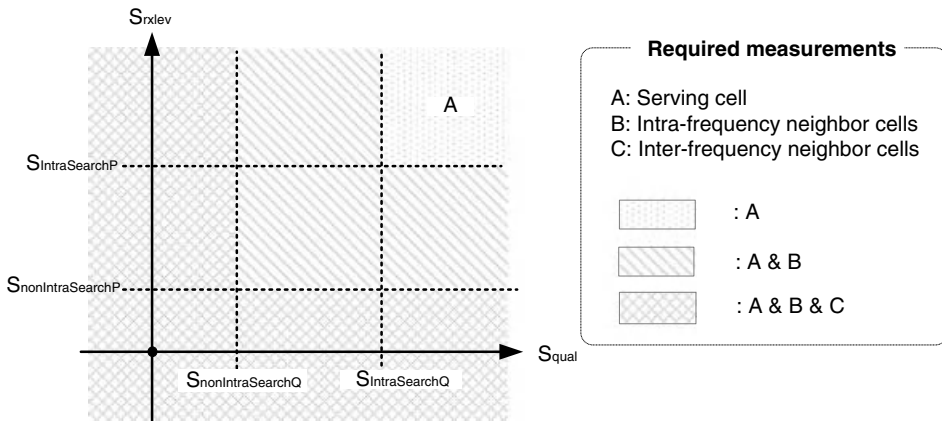 Srxlev
A
SIntraSearchP
SnonIntraSearchP
SnonIntraSearchQ
SIntraSearchQ
Squal
Required measurements
A: Serving cell
B: Intra-frequency neighbor cells
C: Inter-frequency neighbor cells
: A
: A & B
: A & B & C